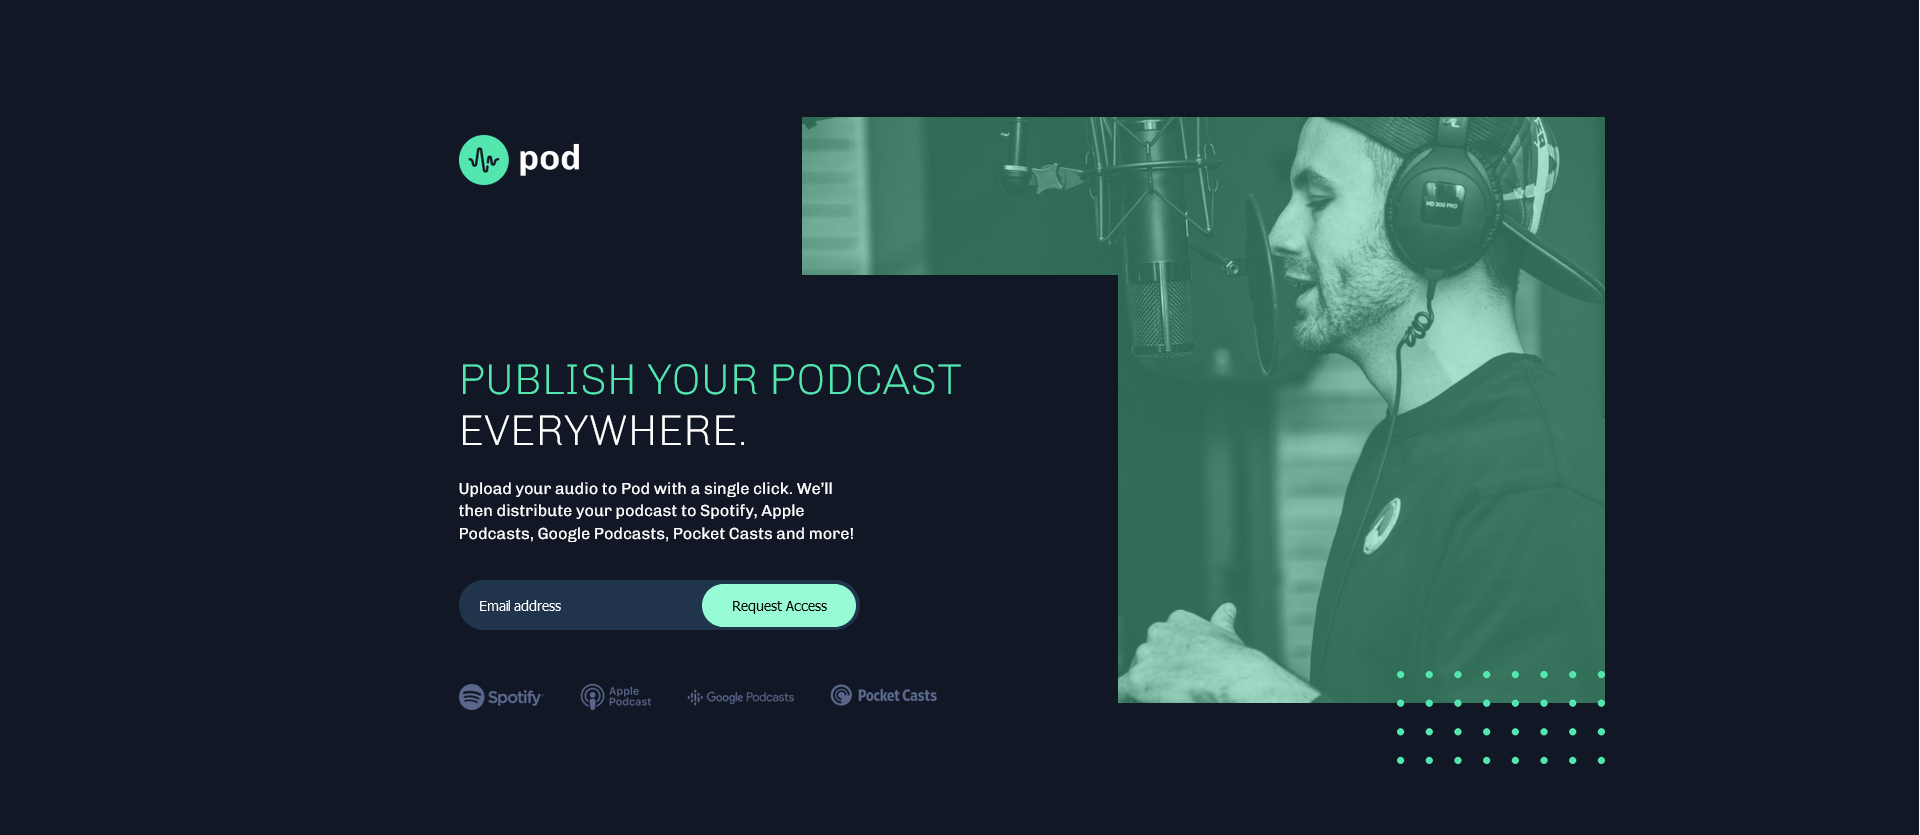 pod
HD 300 PRO
PUBLISH YOUR PODCAST
EVERYWHERE.
Upload your audio to Pod with a single click. We’ll
then distribute your podcast to Spotify, Apple
Podcasts, Google Podcasts, Pocket Casts and more!
Email address
Request Access
Spotify
Apple
Podcast
Google Podcasts
Pocket Casts